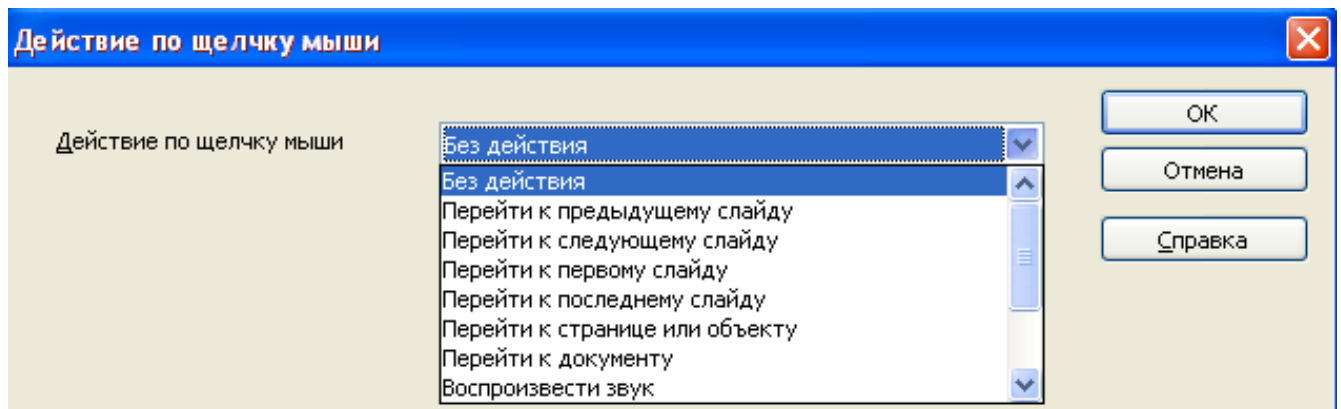 Действие по щелчку мыши
ОК
Действие по щелчку мыши
Без действия
Отмена
Без действия
Перейти к предыдущему слайду
Перейти к следующему слайду
Справка
Перейти к первому слайду
Перейти к последнему слайду
Перейти к странице или объекту
Перейти к документу
Воспроизвести звук